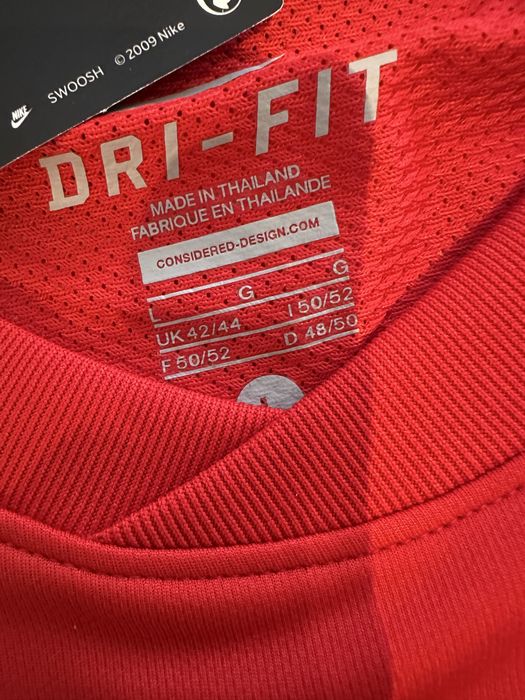 NIKE
SWOOSH © 2009 Nike
DRI-FIT
MADE IN THAILAND
FABRIQUE EN THAILANDE
CONSIDERED-DESIGN.COM
L G G
UK 42/44 I 50/52
F 50/52 D 48/50